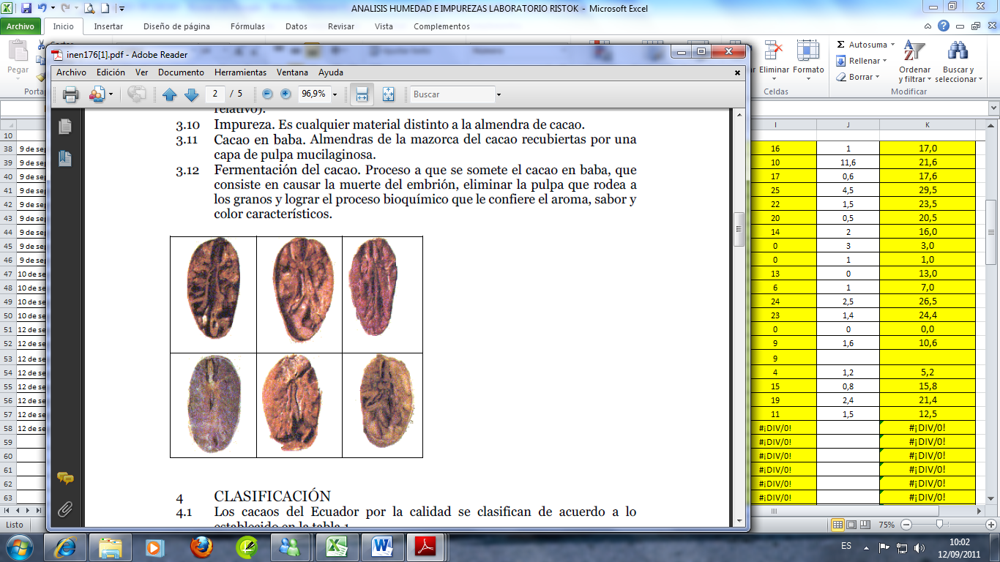 ANALISIS HUMEDAD E IMPUREZAS LABORATORIO RISTOK - Microsoft Excel
Archivo Inicio Insertar Diseño de página Fórmulas Datos Revisar Vista Complementos
Pegar
Eliminar Formato
Celdas
Autosuma
Rellenar
Borrar
Ordenar y filtrar
Buscar y seleccionar
Modificar
inen176[1].pdf - Adobe Reader
Archivo Edición Ver Documento Herramientas Ventana Ayuda
2 / 5 96,9% Buscar
relativo).
3.10 Impureza. Es cualquier material distinto a la almendra de cacao.
3.11 Cacao en baba. Almendras de la mazorca del cacao recubiertas por una
capa de pulpa mucilaginosa.
3.12 Fermentación del cacao. Proceso a que se somete el cacao en baba, que
consiste en causar la muerte del embrión, eliminar la pulpa que rodea a
los granos y lograr el proceso bioquímico que le confiere el aroma, sabor y
color característicos.
4 CLASIFICACIÓN
4.1 Los cacaos del Ecuador por la calidad se clasifican de acuerdo a lo
establecido en la tabla 1
I J K
10
38 9 de sep 16 1 17,0
39 9 de sep 10 11,6 21,6
40 9 de sep 17 0,6 17,6
41 9 de sep 25 4,5 29,5
42 9 de sep 22 1,5 23,5
43 9 de sep 20 0,5 20,5
44 9 de sep 14 2 16,0
45 9 de sep 0 3 3,0
46 9 de sep 0 1 1,0
47 10 de se 13 0 13,0
48 10 de se 6 1 7,0
49 10 de se 24 2,5 26,5
50 10 de se 23 1,4 24,4
51 12 de se 0 0 0,0
52 12 de se 9 1,6 10,6
53 12 de se 9
54 12 de se 4 1,2 5,2
55 12 de se 15 0,8 15,8
56 12 de se 19 2,4 21,4
57 12 de se 11 1,5 12,5
58 12 de se #¡DIV/0! #¡DIV/0!
59 #¡DIV/0! #¡DIV/0!
60 #¡DIV/0! #¡DIV/0!
61 #¡DIV/0! #¡DIV/0!
62 #¡DIV/0! #¡DIV/0!
63 #¡DIV/0! #¡DIV/0!
Listo 75%
ES 10:02
12/09/2011